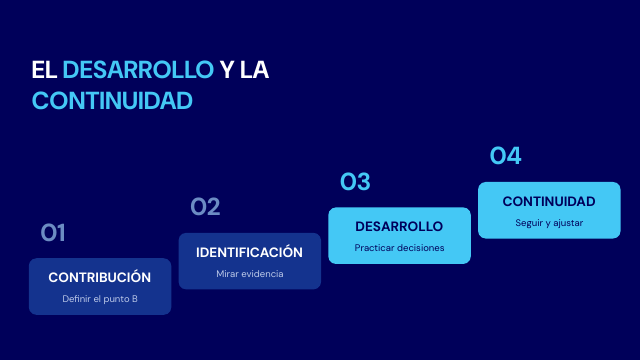 EL DESARROLLO Y LA
CONTINUIDAD
01
CONTRIBUCIÓN
Definir el punto B
02
IDENTIFICACIÓN
Mirar evidencia
03
DESARROLLO
Practicar decisiones
04
CONTINUIDAD
Seguir y ajustar